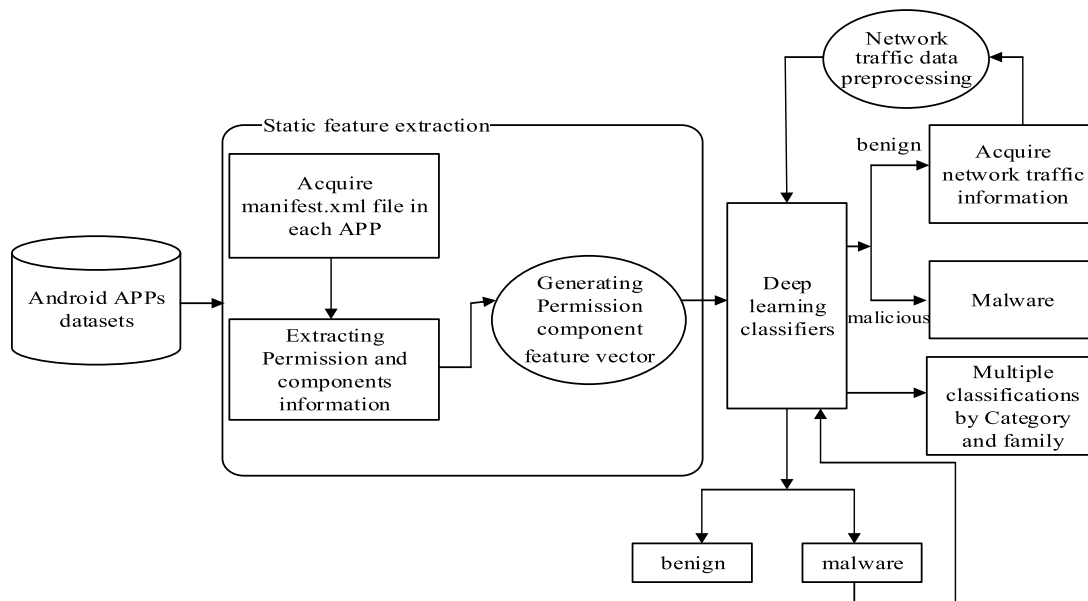 Network
traffic data
preprocessing
Static feature extraction
benign
Acquire
network traffic
information
Acquire
manifest.xml file in
each APP
Android APPs
datasets
Generating
Permission
component
feature vector
Deep
learning
classifiers
malicious
Malware
Extracting
Permission and
components
information
Multiple
classifications
by Category
and family
benign
malware